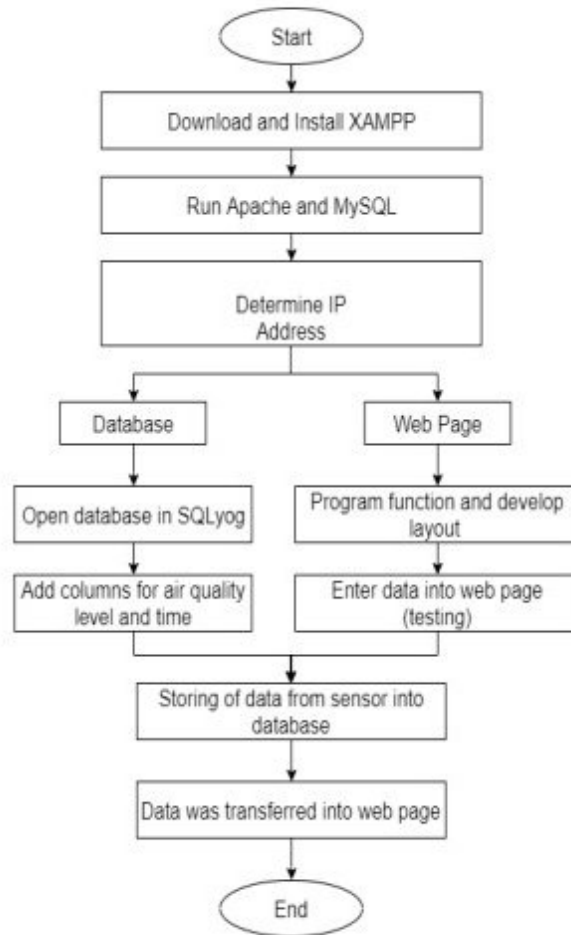 Start
Download and Install XAMPP
Run Apache and MySQL
Determine IP
Address
Database
Web Page
Open database in SQLyog
Program function and develop
layout
Add columns for air quality
level and time
Enter data into web page
(testing)
Storing of data from sensor into
database
Data was transferred into web page
End